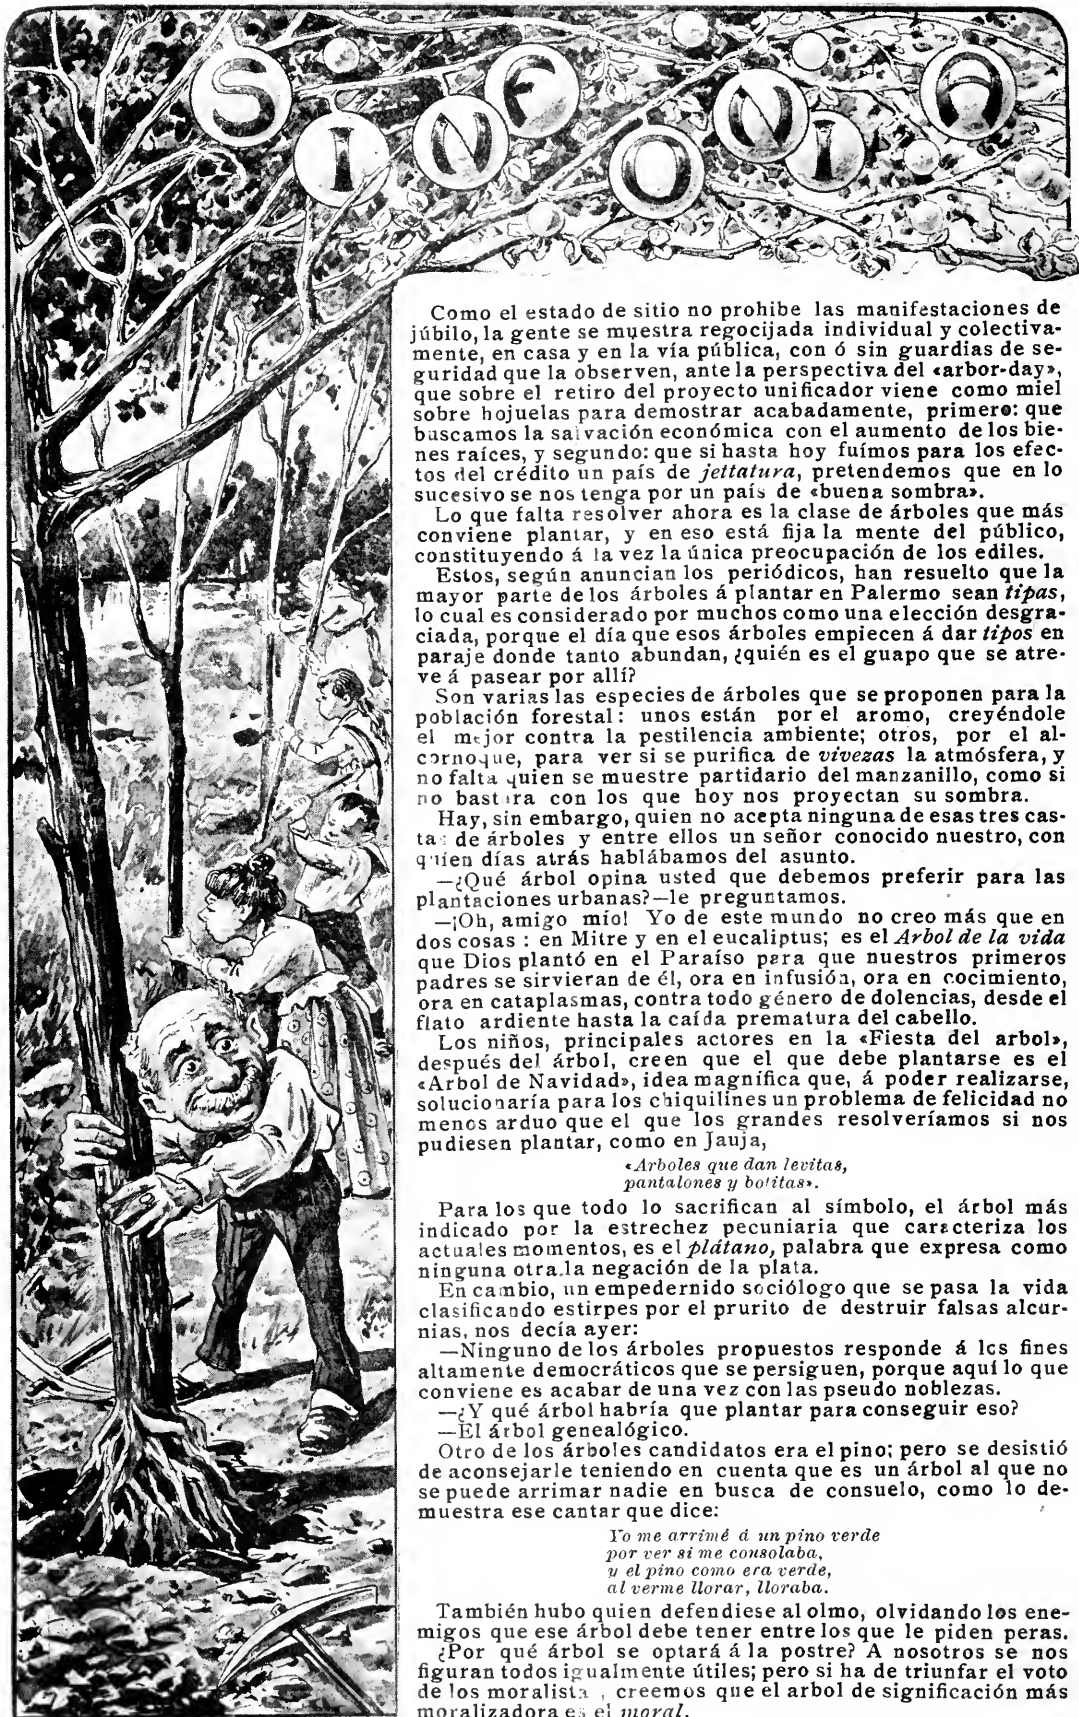 SINFONIA
Como el estado de sitio no prohibe las manifestaciones de
júbilo, la gente se muestra regocijada individual y colectiva-
mente, en casa y en la vía pública, con ó sin guardias de se-
guridad que la observen, ante la perspectiva del «arbor-day»,
que sobre el retiro del proyecto unificador viene como miel
sobre hojuelas para demostrar acabadamente, primero: que
buscamos la salvación económica con el aumento de los bie-
nes raíces, y segundo: que si hasta hoy fuímos para los efec-
tos del crédito un país de jettatura, pretendemos que en lo
sucesivo se nos tenga por un país de «buena sombra».
Lo que falta resolver ahora es la clase de árboles que más
conviene plantar, y en eso está fija la mente del público,
constituyendo á la vez la única preocupación de los ediles.
Estos, según anuncian los periódicos, han resuelto que la
mayor parte de los árboles á plantar en Palermo sean tipas,
lo cual es considerado por muchos como una elección desgra-
ciada, porque el día que esos árboles empiecen á dar tipos en
paraje donde tanto abundan, ¿quién es el guapo que se atre-
ve á pasear por allí?
Son varias las especies de árboles que se proponen para la
población forestal: unos están por el aromo, creyéndole
el mejor contra la pestilencia ambiente; otros, por el al-
cornoque, para ver si se purifica de vivezas la atmósfera, y
no falta quien se muestre partidario del manzanillo, como si
no bastara con los que hoy nos proyectan su sombra.
Hay, sin embargo, quien no acepta ninguna de esas tres cas-
tas de árboles y entre ellos un señor conocido nuestro, con
quien días atrás hablábamos del asunto.
—¿Qué árbol opina usted que debemos preferir para las
plantaciones urbanas?—le preguntamos.
—¡Oh, amigo mío! Yo de este mundo no creo más que en
dos cosas : en Mitre y en el eucaliptus; es el Arbol de la vida
que Dios plantó en el Paraíso para que nuestros primeros
padres se sirvieran de él, ora en infusión, ora en cocimiento,
ora en cataplasmas, contra todo género de dolencias, desde el
flato ardiente hasta la caída prematura del cabello.
Los niños, principales actores en la «Fiesta del arbol»,
después del árbol, creen que el que debe plantarse es el
«Arbol de Navidad», idea magnífica que, á poder realizarse,
solucionaría para los chiquilines un problema de felicidad no
menos arduo que el que los grandes resolveríamos si nos
pudiesen plantar, como en Jauja,
«Arboles que dan levitas,
pantalones y botitas».
Para los que todo lo sacrifican al símbolo, el árbol más
indicado por la estrechez pecuniaria que caracteriza los
actuales momentos, es el plátano, palabra que expresa como
ninguna otra la negación de la plata.
En cambio, un empedernido sociólogo que se pasa la vida
clasificando estirpes por el prurito de destruir falsas alcur-
nias, nos decía ayer:
—Ninguno de los árboles propuestos responde á los fines
altamente democráticos que se persiguen, porque aquí lo que
conviene es acabar de una vez con las pseudo noblezas.
—¿Y qué árbol habría que plantar para conseguir eso?
—El árbol genealógico.
Otro de los árboles candidatos era el pino; pero se desistió
de aconsejarle teniendo en cuenta que es un árbol al que no
se puede arrimar nadie en busca de consuelo, como lo de-
muestra ese cantar que dice:
Yo me arrimé á un pino verde
por ver si me consolaba,
y el pino como era verde,
al verme llorar, lloraba.
También hubo quien defendiese al olmo, olvidando los ene-
migos que ese árbol debe tener entre los que le piden peras.
¿Por qué árbol se optará á la postre? A nosotros se nos
figuran todos igualmente útiles; pero si ha de triunfar el voto
de los moralistas, creemos que el arbol de significación más
moralizadora es el moral.